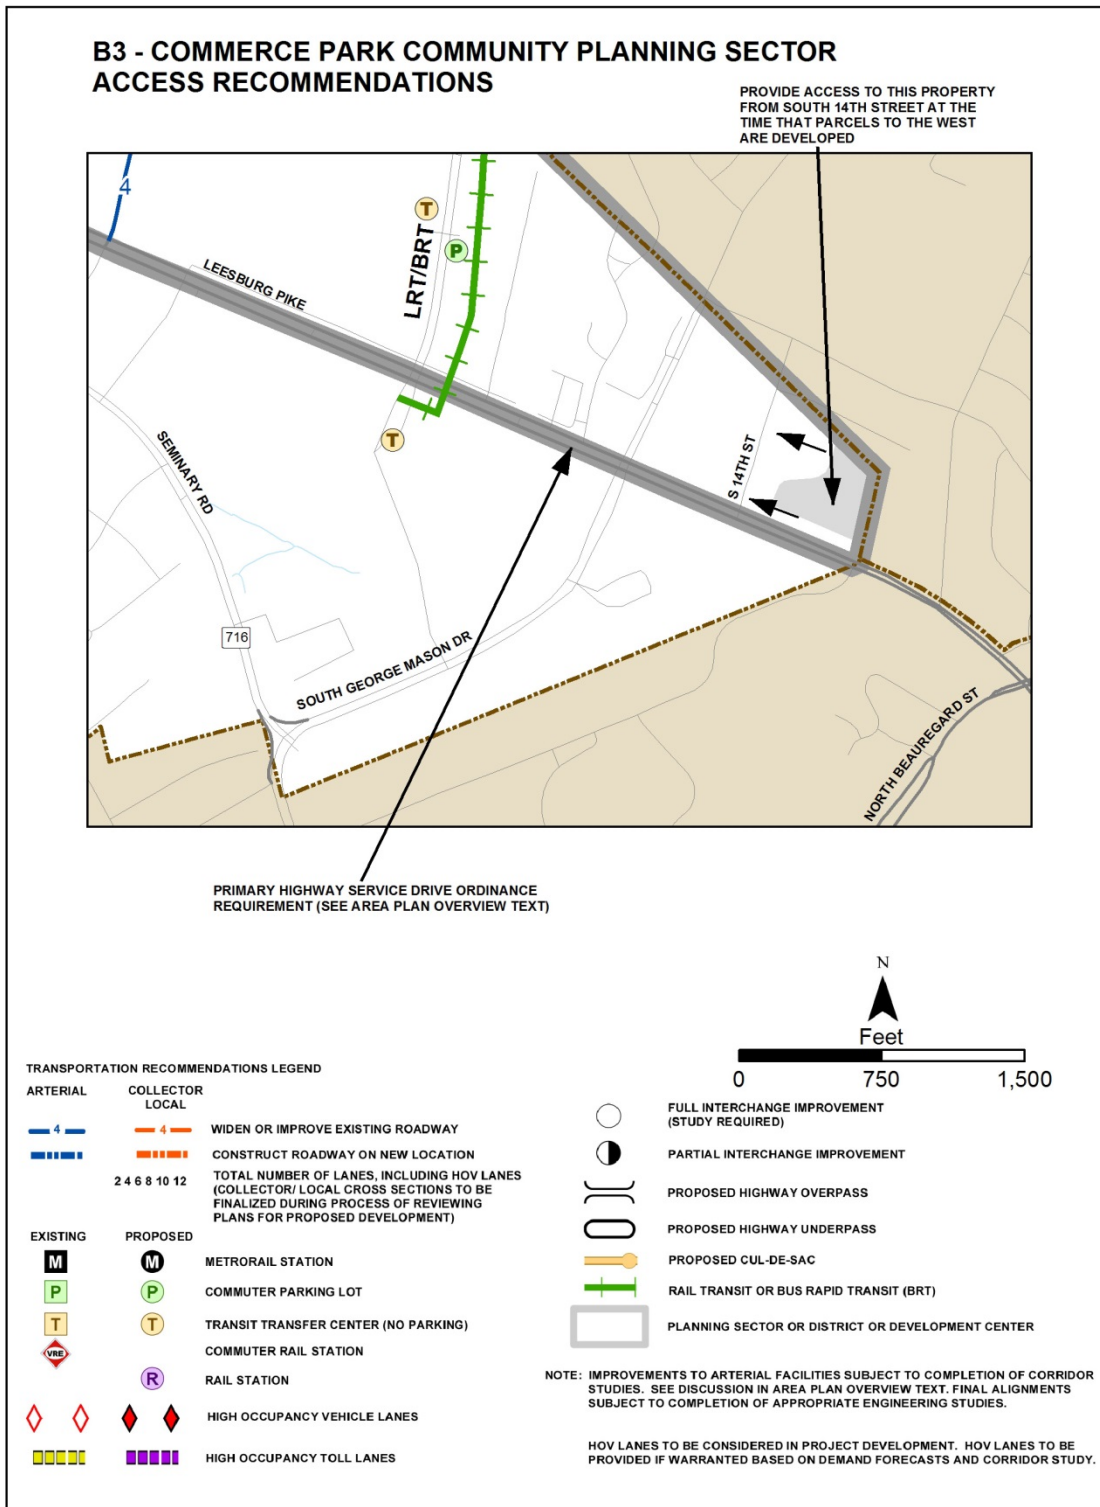 B3 - COMMERCE PARK COMMUNITY PLANNING SECTOR
ACCESS RECOMMENDATIONS
PROVIDE ACCESS TO THIS PROPERTY
FROM SOUTH 14TH STREET AT THE
TIME THAT PARCELS TO THE WEST
ARE DEVELOPED
4
T
P
LRT/BRT
LEESBURG PIKE
T
SEMINARY RD
S 14TH ST
716
SOUTH GEORGE MASON DR
NORTH BEAUREGARD ST
PRIMARY HIGHWAY SERVICE DRIVE ORDINANCE
REQUIREMENT (SEE AREA PLAN OVERVIEW TEXT)
N
Feet
0 750 1,500
TRANSPORTATION RECOMMENDATIONS LEGEND
ARTERIAL COLLECTOR
LOCAL
4 4 WIDEN OR IMPROVE EXISTING ROADWAY
CONSTRUCT ROADWAY ON NEW LOCATION
2 4 6 8 10 12 TOTAL NUMBER OF LANES, INCLUDING HOV LANES
(COLLECTOR/ LOCAL CROSS SECTIONS TO BE
FINALIZED DURING PROCESS OF REVIEWING
PLANS FOR PROPOSED DEVELOPMENT)
EXISTING PROPOSED
M M METRORAIL STATION
P P COMMUTER PARKING LOT
T T TRANSIT TRANSFER CENTER (NO PARKING)
VRE COMMUTER RAIL STATION
R RAIL STATION
HIGH OCCUPANCY VEHICLE LANES
HIGH OCCUPANCY TOLL LANES
FULL INTERCHANGE IMPROVEMENT
(STUDY REQUIRED)
PARTIAL INTERCHANGE IMPROVEMENT
PROPOSED HIGHWAY OVERPASS
PROPOSED HIGHWAY UNDERPASS
PROPOSED CUL-DE-SAC
RAIL TRANSIT OR BUS RAPID TRANSIT (BRT)
PLANNING SECTOR OR DISTRICT OR DEVELOPMENT CENTER
NOTE: IMPROVEMENTS TO ARTERIAL FACILITIES SUBJECT TO COMPLETION OF CORRIDOR
STUDIES. SEE DISCUSSION IN AREA PLAN OVERVIEW TEXT. FINAL ALIGNMENTS
SUBJECT TO COMPLETION OF APPROPRIATE ENGINEERING STUDIES.
HOV LANES TO BE CONSIDERED IN PROJECT DEVELOPMENT. HOV LANES TO BE
PROVIDED IF WARRANTED BASED ON DEMAND FORECASTS AND CORRIDOR STUDY.